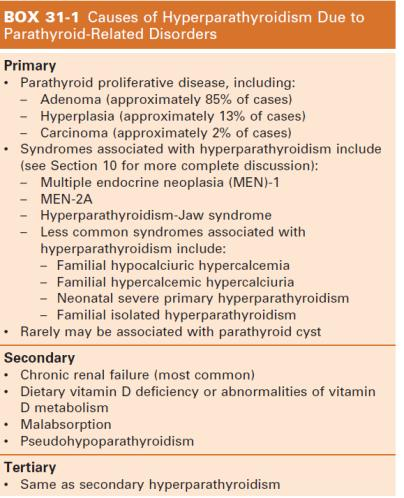 BOX 31-1 Causes of Hyperparathyroidism Due to
Parathyroid-Related Disorders
Primary
• Parathyroid proliferative disease, including:
– Adenoma (approximately 85% of cases)
– Hyperplasia (approximately 13% of cases)
– Carcinoma (approximately 2% of cases)
• Syndromes associated with hyperparathyroidism include
(see Section 10 for more complete discussion):
– Multiple endocrine neoplasia (MEN)-1
– MEN-2A
– Hyperparathyroidism-Jaw syndrome
– Less common syndromes associated with
hyperparathyroidism include:
– Familial hypocalciuric hypercalcemia
– Familial hypercalcemic hypercalciuria
– Neonatal severe primary hyperparathyroidism
– Familial isolated hyperparathyroidism
• Rarely may be associated with parathyroid cyst
Secondary
• Chronic renal failure (most common)
• Dietary vitamin D deficiency or abnormalities of vitamin
D metabolism
• Malabsorption
• Pseudohypoparathyroidism
Tertiary
• Same as secondary hyperparathyroidism